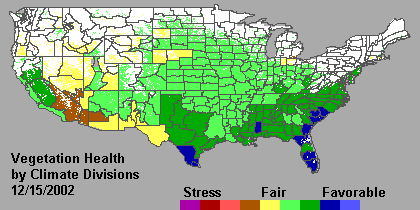 Vegetation Health
by Climate Divisions
12/15/2002
Stress Fair Favorable